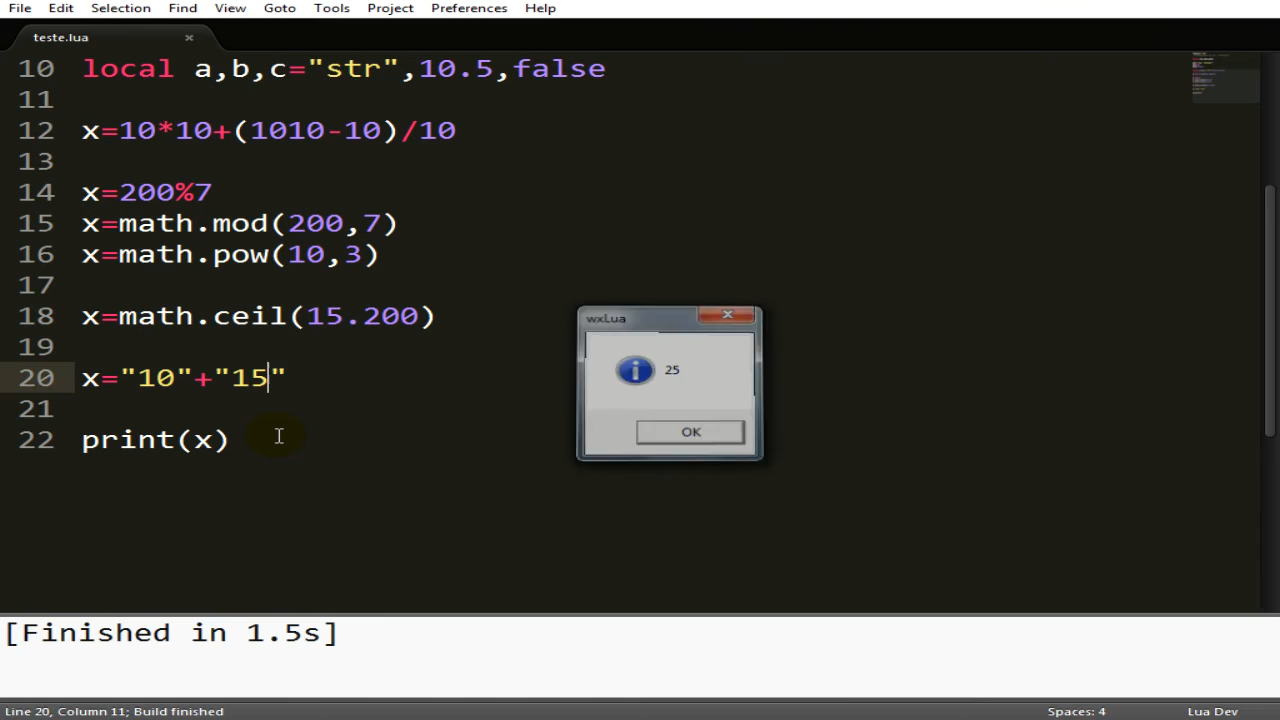 File Edit Selection Find View Goto Tools Project Preferences Help
teste.lua ×
10 local a,b,c="str",10.5,false
11
12 x=10*10+(1010-10)/10
13
14 x=200%7
15 x=math.mod(200,7)
16 x=math.pow(10,3)
17
18 x=math.ceil(15.200)
19
20 x="10"+"15"
21
22 print(x)
wxLua
25
OK
[Finished in 1.5s]
Line 20, Column 11; Build finished Spaces: 4 Lua Dev